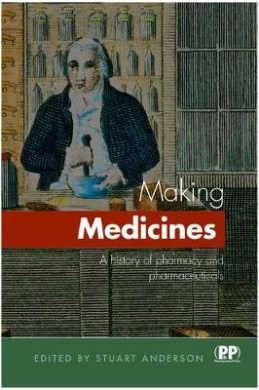 Making
Medicines
A history of pharmacy and
pharmaceuticals
EDITED BY STUART ANDERSON
PP